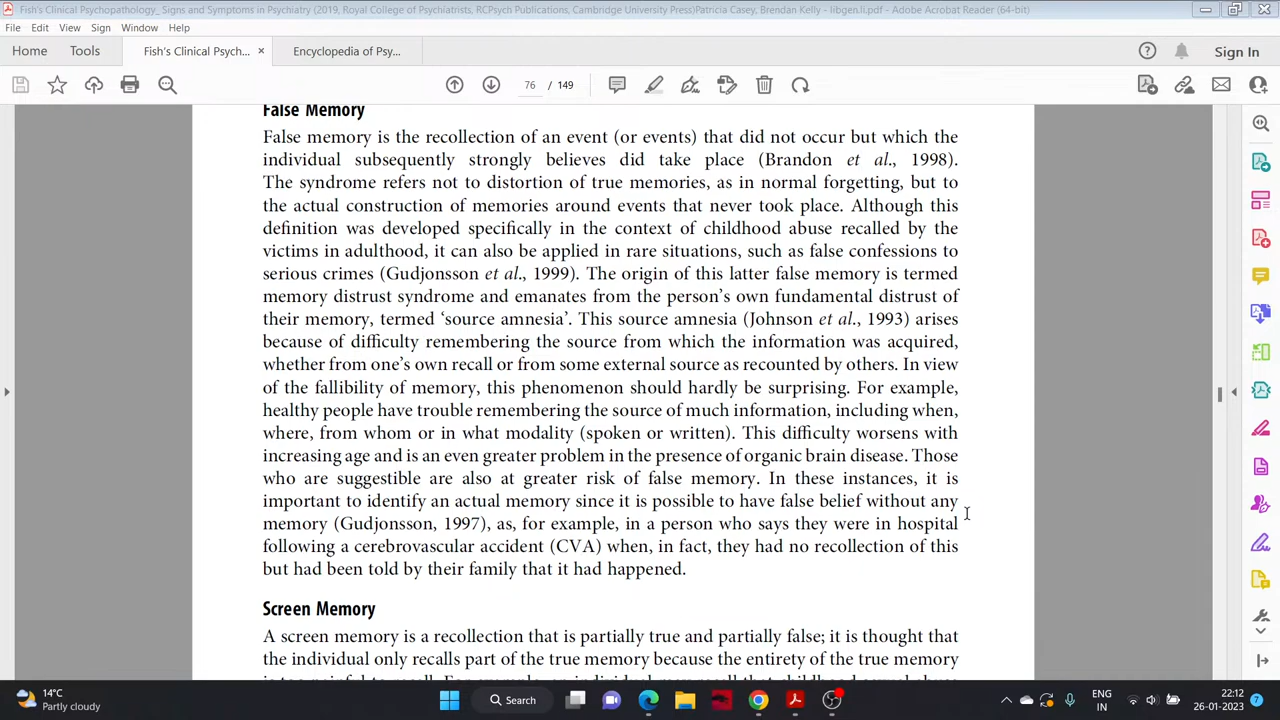 Fish's Clinical Psychopathology_ Signs and Symptoms in Psychiatry (2019, Royal College of Psychiatrists, RCPsych Publications, Cambridge University Press)Patricia Casey, Brendan Kelly - libgen.li.pdf - Adobe Acrobat Reader (64-bit)
File Edit View Sign Window Help
Home Tools Fish's Clinical Psych... × Encyclopedia of Psy... Sign In
76 / 149
False Memory
False memory is the recollection of an event (or events) that did not occur but which the
individual subsequently strongly believes did take place (Brandon et al., 1998).
The syndrome refers not to distortion of true memories, as in normal forgetting, but to
the actual construction of memories around events that never took place. Although this
definition was developed specifically in the context of childhood abuse recalled by the
victims in adulthood, it can also be applied in rare situations, such as false confessions to
serious crimes (Gudjonsson et al., 1999). The origin of this latter false memory is termed
memory distrust syndrome and emanates from the person's own fundamental distrust of
their memory, termed 'source amnesia'. This source amnesia (Johnson et al., 1993) arises
because of difficulty remembering the source from which the information was acquired,
whether from one's own recall or from some external source as recounted by others. In view
of the fallibility of memory, this phenomenon should hardly be surprising. For example,
healthy people have trouble remembering the source of much information, including when,
where, from whom or in what modality (spoken or written). This difficulty worsens with
increasing age and is an even greater problem in the presence of organic brain disease. Those
who are suggestible are also at greater risk of false memory. In these instances, it is
important to identify an actual memory since it is possible to have false belief without any
memory (Gudjonsson, 1997), as, for example, in a person who says they were in hospital
following a cerebrovascular accident (CVA) when, in fact, they had no recollection of this
but had been told by their family that it had happened.
Screen Memory
A screen memory is a recollection that is partially true and partially false; it is thought that
the individual only recalls part of the true memory because the entirety of the true memory
14°C
Partly cloudy
Search
ENG
IN
22:12
26-01-2023